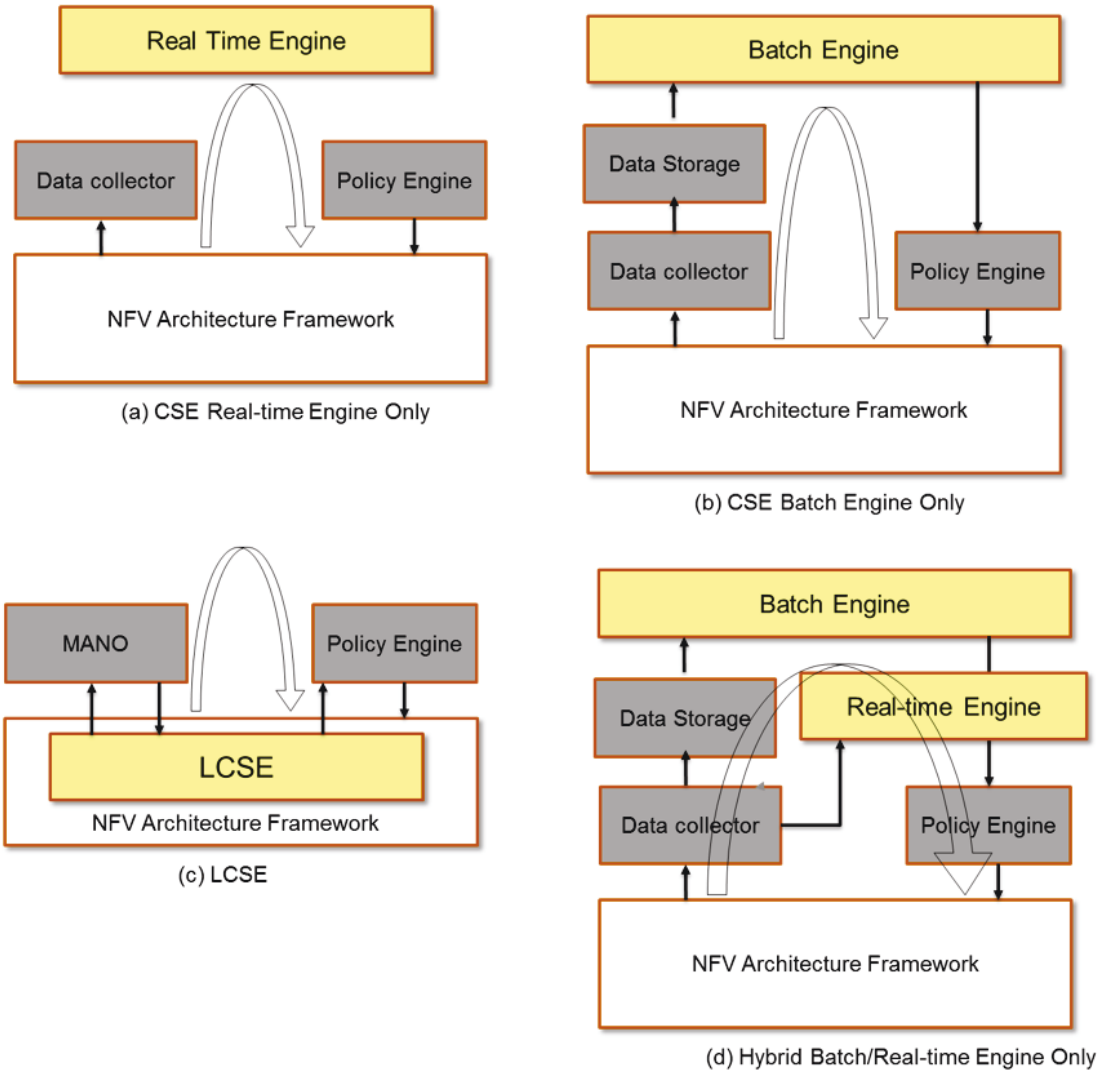 Real Time Engine
Data collector
Policy Engine
NFV Architecture Framework
(a) CSE Real-time Engine Only
Batch Engine
Data Storage
Data collector
Policy Engine
NFV Architecture Framework
(b) CSE Batch Engine Only
MANO
Policy Engine
LCSE
NFV Architecture Framework
(c) LCSE
Batch Engine
Real-time Engine
Data Storage
Data collector
Policy Engine
NFV Architecture Framework
(d) Hybrid Batch/Real-time Engine Only